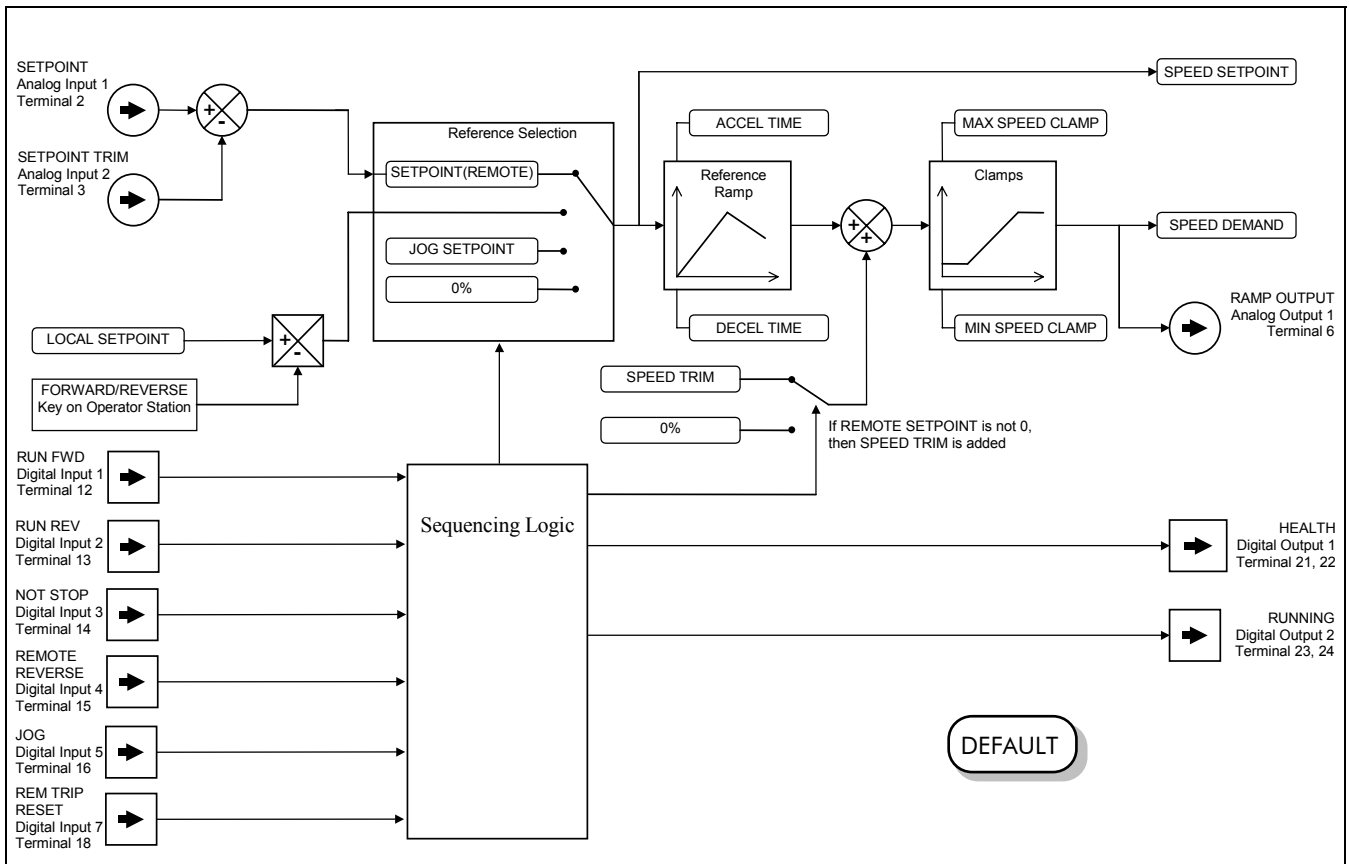 SETPOINT
Analog Input 1
Terminal 2
+
-
SETPOINT TRIM
Analog Input 2
Terminal 3
Reference Selection
SETPOINT(REMOTE)
JOG SETPOINT
0%
SPEED SETPOINT
ACCEL TIME
Reference
Ramp
DECEL TIME
+
+
MAX SPEED CLAMP
Clamps
MIN SPEED CLAMP
SPEED DEMAND
RAMP OUTPUT
Analog Output 1
Terminal 6
LOCAL SETPOINT
+
-
FORWARD/REVERSE
Key on Operator Station
SPEED TRIM
0%
If REMOTE SETPOINT is not 0,
then SPEED TRIM is added
RUN FWD
Digital Input 1
Terminal 12
RUN REV
Digital Input 2
Terminal 13
NOT STOP
Digital Input 3
Terminal 14
REMOTE
REVERSE
Digital Input 4
Terminal 15
JOG
Digital Input 5
Terminal 16
REM TRIP
RESET
Digital Input 7
Terminal 18
Sequencing Logic
HEALTH
Digital Output 1
Terminal 21, 22
RUNNING
Digital Output 2
Terminal 23, 24
DEFAULT